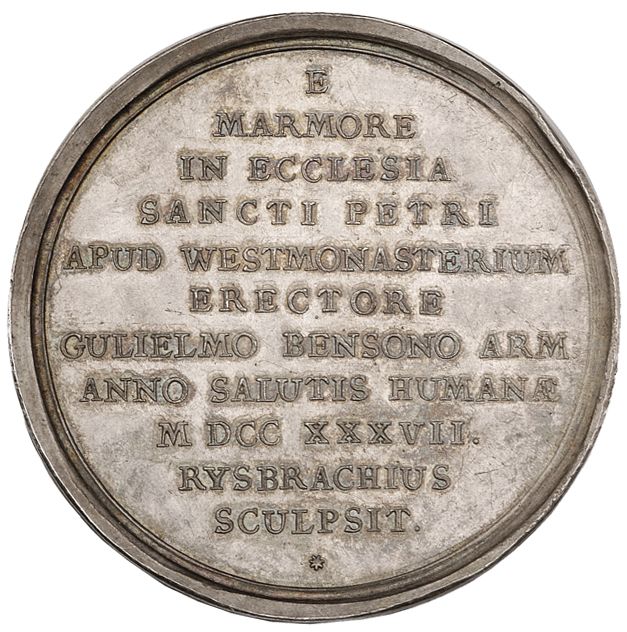 E
MARMORE
IN ECCLESIA
SANCTI PETRI
APUD WESTMONASTERIUM
ERECTORE
GULIELMO BENSONO ARM
ANNO SALUTIS HUMANÆ
M DCC XXXVII.
RYSBRACHIUS
SCULPSIT.